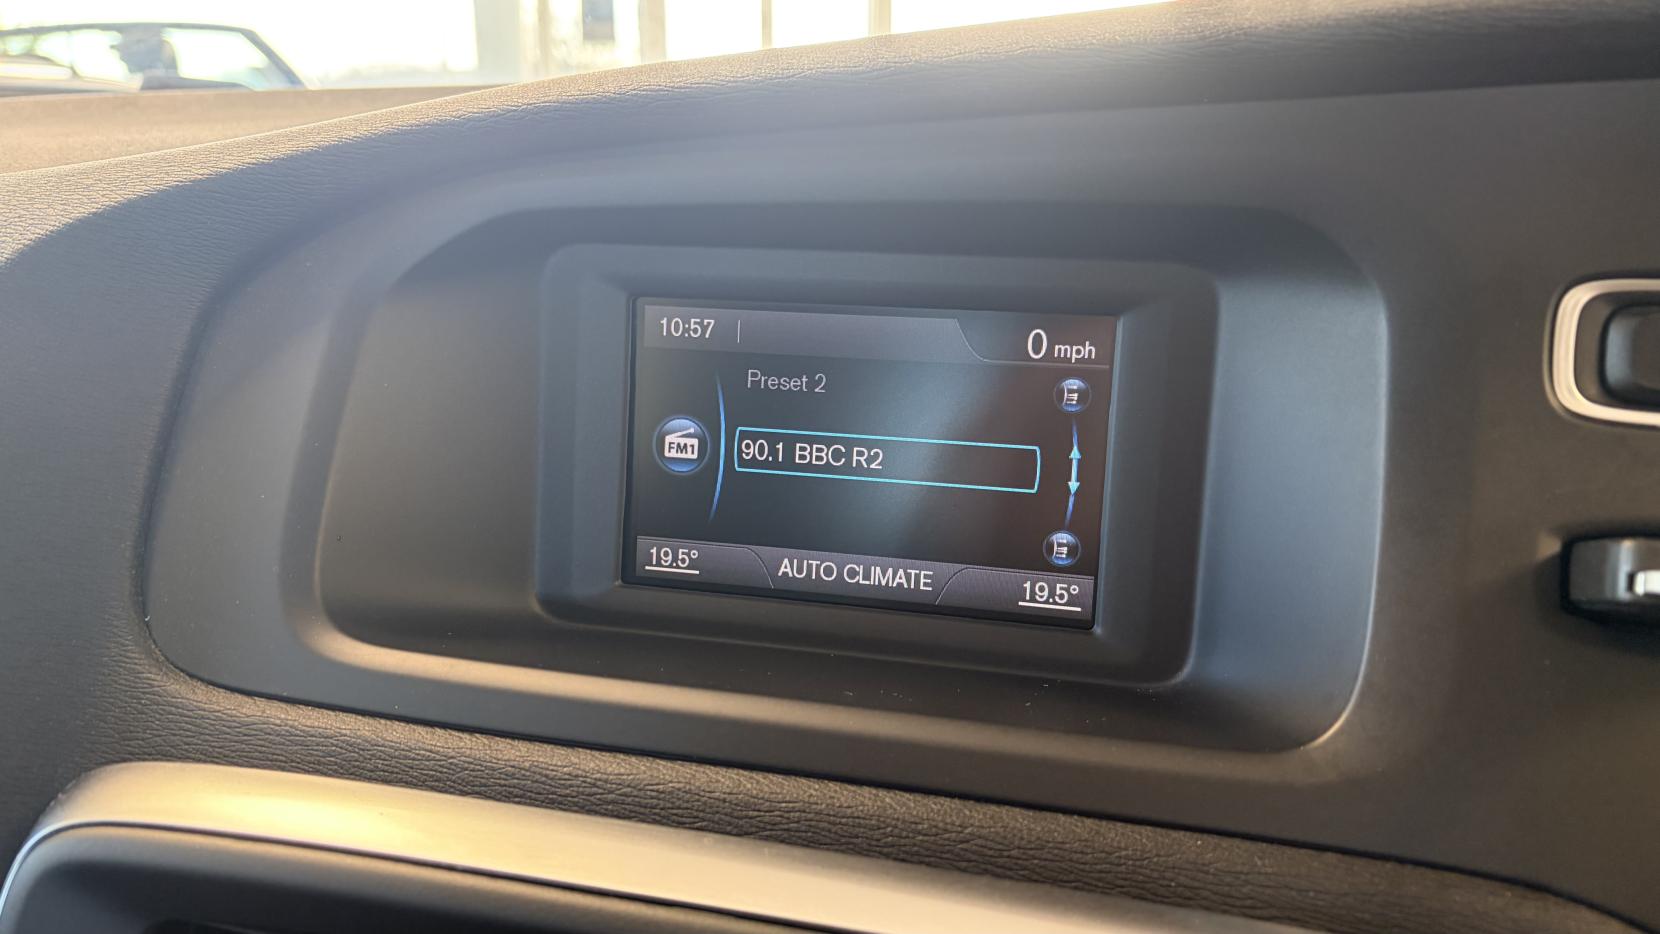 10:57
0 mph
Preset 2
FM1
90.1 BBC R2
19.5°
AUTO CLIMATE
19.5°